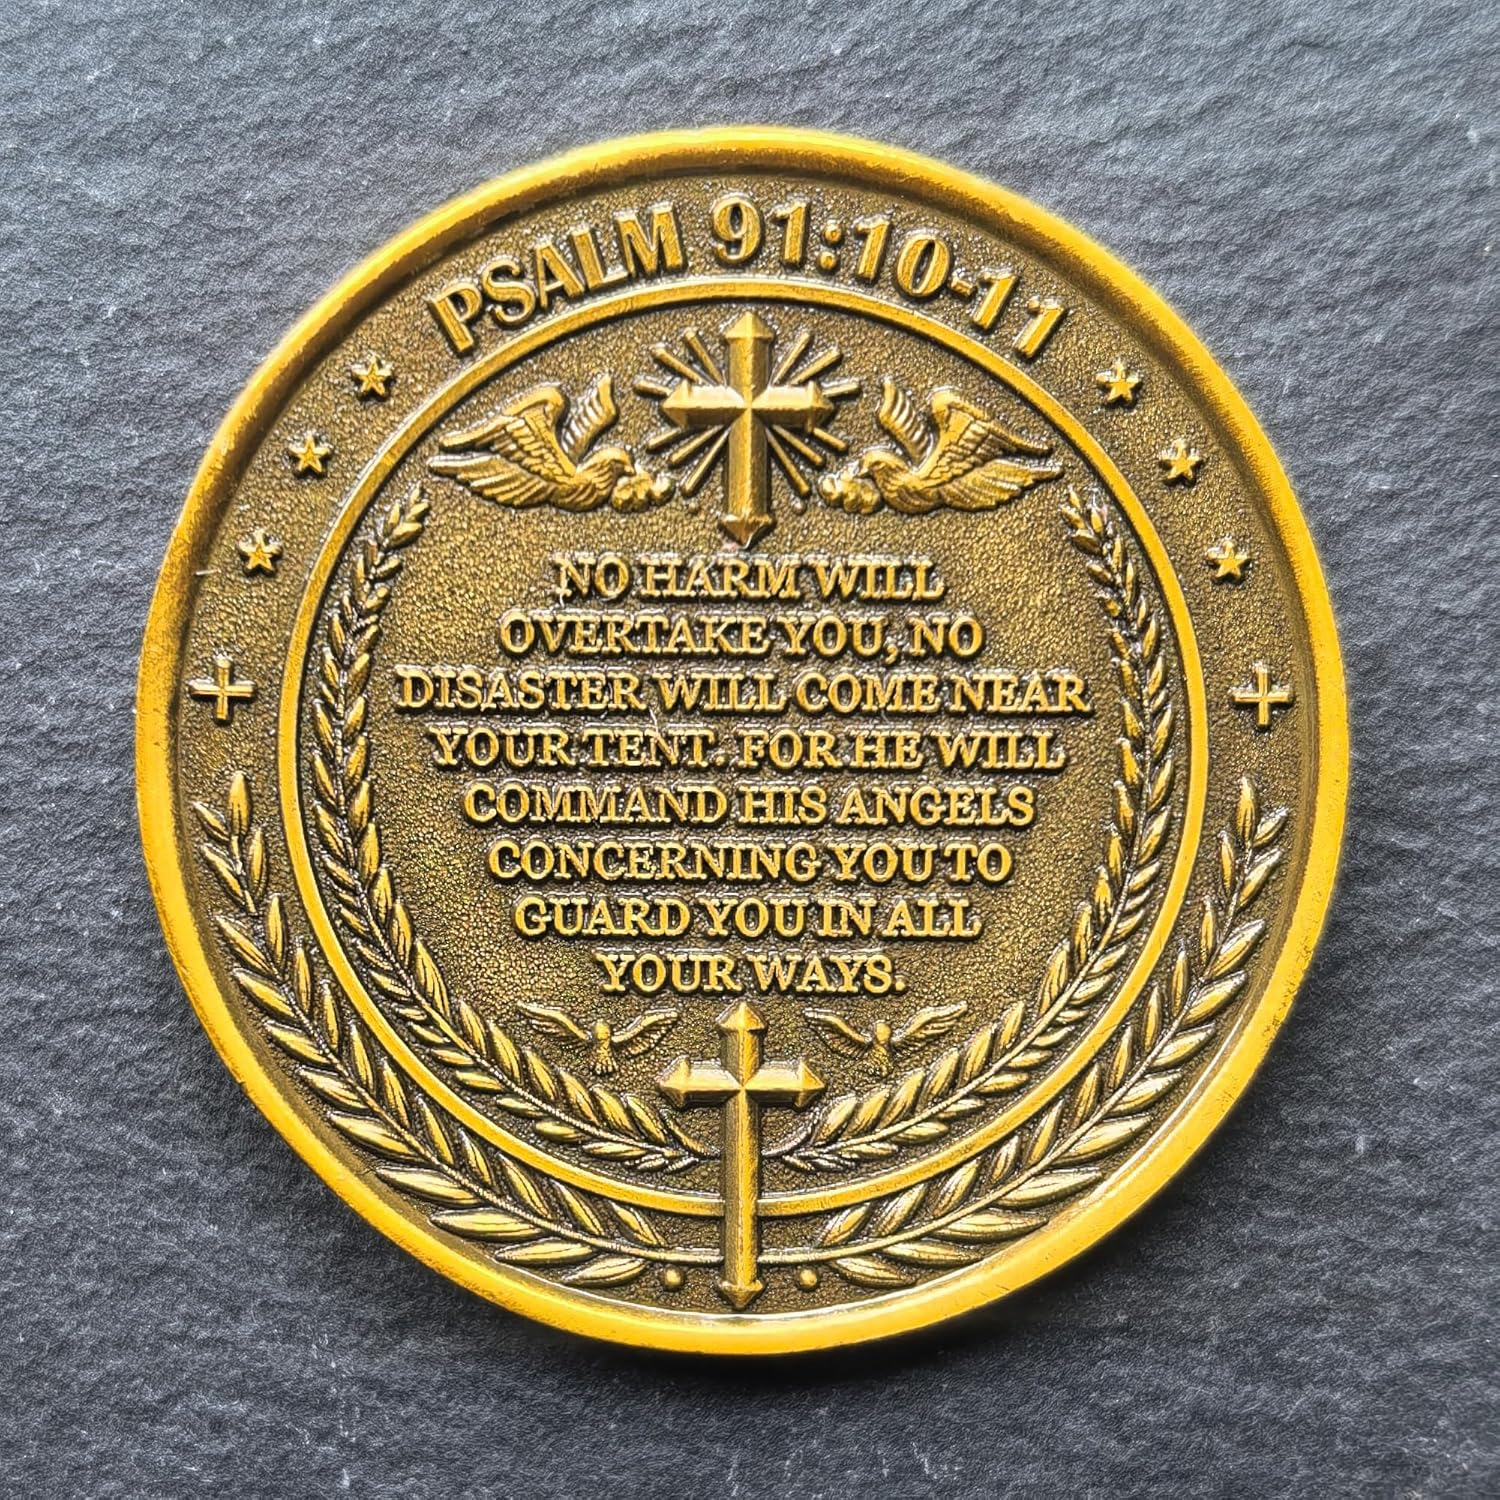 PSALM 91:10-11
NO HARM WILL
OVERTAKE YOU, NO
DISASTER WILL COME NEAR
YOUR TENT. FOR HE WILL
COMMAND HIS ANGELS
CONCERNING YOU TO
GUARD YOU IN ALL
YOUR WAYS.